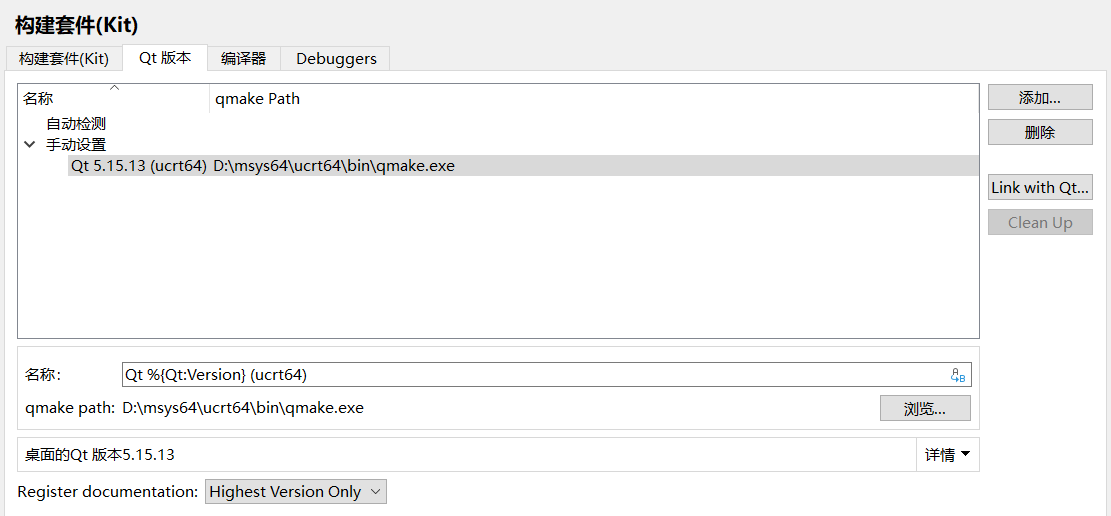 构建套件(Kit)
构建套件(Kit) Qt 版本 编译器 Debuggers
名称 qmake Path
自动检测
手动设置
Qt 5.15.13 (ucrt64) D:\msys64\ucrt64\bin\qmake.exe
添加...
删除
Link with Qt...
Clean Up
名称: Qt %{Qt:Version} (ucrt64)
qmake path: D:\msys64\ucrt64\bin\qmake.exe 浏览...
桌面的Qt 版本5.15.13 详情
Register documentation: Highest Version Only